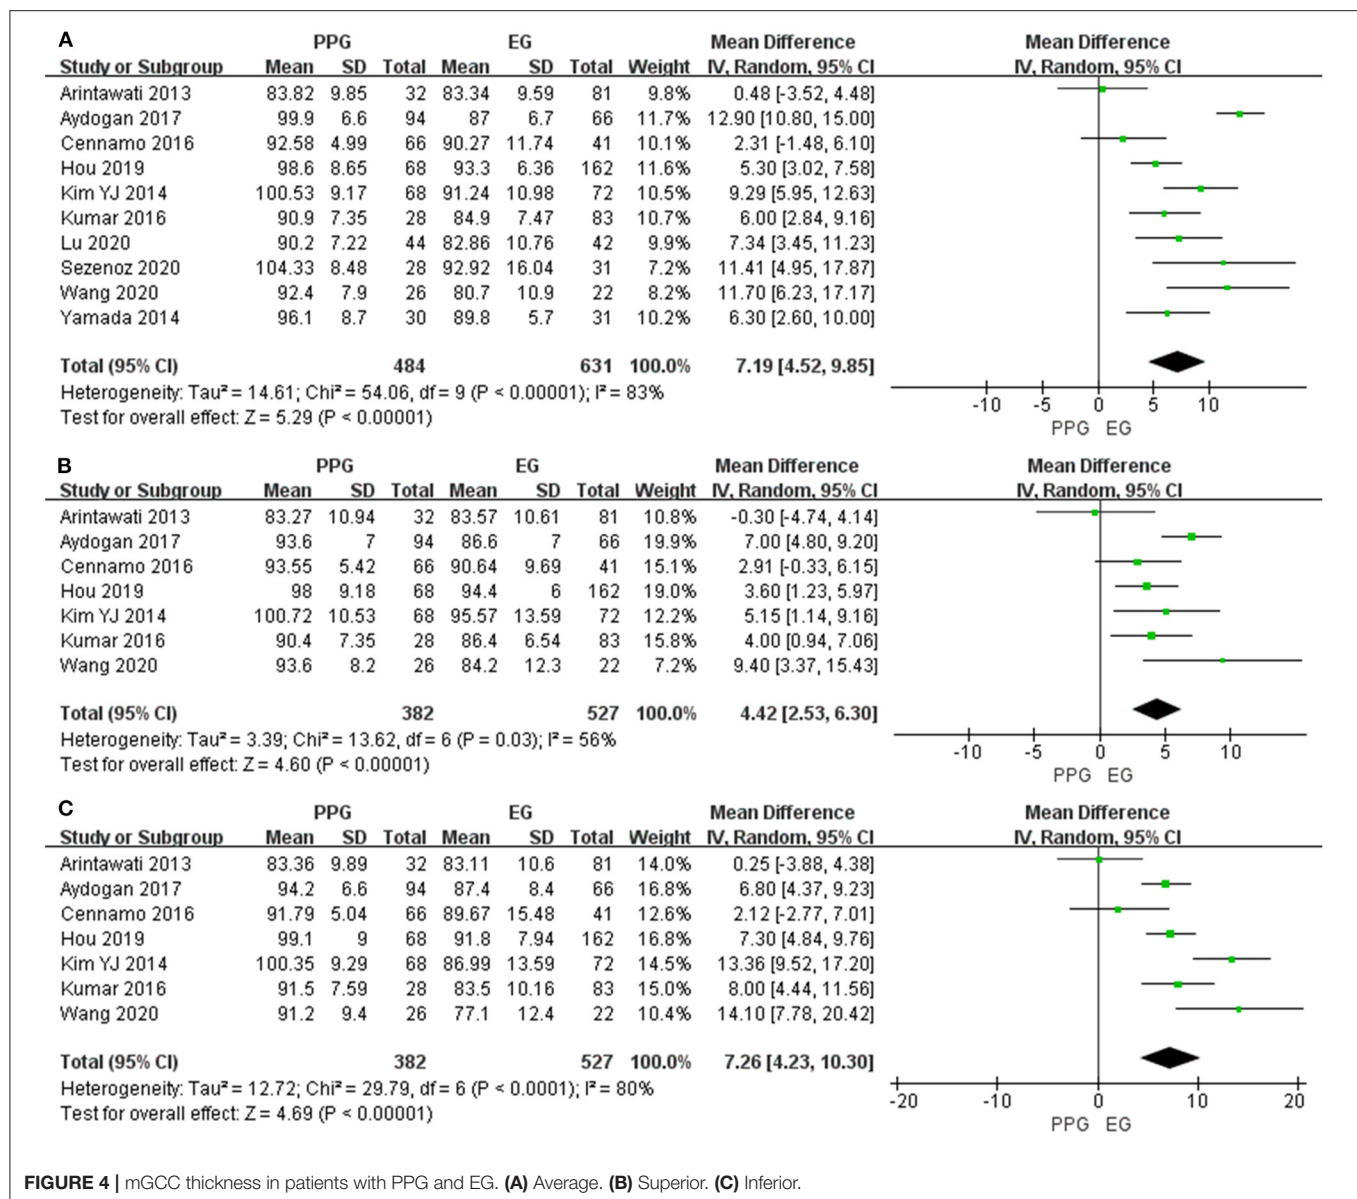 A PPG EG Mean Difference Mean Difference
Study or Subgroup Mean SD Total Mean SD Total Weight IV, Random, 95% CI IV, Random, 95% CI
Arintawati 2013 83.82 9.85 32 83.34 9.59 81 9.8% 0.48 [-3.52, 4.48]
Aydogan 2017 99.9 6.6 94 87 6.7 66 11.7% 12.90 [10.80, 15.00]
Cennamo 2016 92.58 4.99 66 90.27 11.74 41 10.1% 2.31 [-1.48, 6.10]
Hou 2019 98.6 8.65 68 93.3 6.36 162 11.6% 5.30 [3.02, 7.58]
Kim YJ 2014 100.53 9.17 68 91.24 10.98 72 10.5% 9.29 [5.95, 12.63]
Kumar 2016 90.9 7.35 28 84.9 7.47 83 10.7% 6.00 [2.84, 9.16]
Lu 2020 90.2 7.22 44 82.86 10.76 42 9.9% 7.34 [3.45, 11.23]
Sezenoz 2020 104.33 8.48 28 92.92 16.04 31 7.2% 11.41 [4.95, 17.87]
Wang 2020 92.4 7.9 26 80.7 10.9 22 8.2% 11.70 [6.23, 17.17]
Yamada 2014 96.1 8.7 30 89.8 5.7 31 10.2% 6.30 [2.60, 10.00]
Total (95% CI) 484 631 100.0% 7.19 [4.52, 9.85]
Heterogeneity: Tau² = 14.61; Chi² = 54.06, df = 9 (P < 0.00001); I² = 83%
Test for overall effect: Z = 5.29 (P < 0.00001)
-10 -5 0 5 10
PPG EG
B PPG EG Mean Difference Mean Difference
Study or Subgroup Mean SD Total Mean SD Total Weight IV, Random, 95% CI IV, Random, 95% CI
Arintawati 2013 83.27 10.94 32 83.57 10.61 81 10.8% -0.30 [-4.74, 4.14]
Aydogan 2017 93.6 7 94 86.6 7 66 19.9% 7.00 [4.80, 9.20]
Cennamo 2016 93.55 5.42 66 90.64 9.69 41 15.1% 2.91 [-0.33, 6.15]
Hou 2019 98 9.18 68 94.4 6 162 19.0% 3.60 [1.23, 5.97]
Kim YJ 2014 100.72 10.53 68 95.57 13.59 72 12.2% 5.15 [1.14, 9.16]
Kumar 2016 90.4 7.35 28 86.4 6.54 83 15.8% 4.00 [0.94, 7.06]
Wang 2020 93.6 8.2 26 84.2 12.3 22 7.2% 9.40 [3.37, 15.43]
Total (95% CI) 382 527 100.0% 4.42 [2.53, 6.30]
Heterogeneity: Tau² = 3.39; Chi² = 13.62, df = 6 (P = 0.03); I² = 56%
Test for overall effect: Z = 4.60 (P < 0.00001)
-10 -5 0 5 10
PPG EG
C PPG EG Mean Difference Mean Difference
Study or Subgroup Mean SD Total Mean SD Total Weight IV, Random, 95% CI IV, Random, 95% CI
Arintawati 2013 83.36 9.89 32 83.11 10.6 81 14.0% 0.25 [-3.88, 4.38]
Aydogan 2017 94.2 6.6 94 87.4 8.4 66 16.8% 6.80 [4.37, 9.23]
Cennamo 2016 91.79 5.04 66 89.67 15.48 41 12.6% 2.12 [-2.77, 7.01]
Hou 2019 99.1 9 68 91.8 7.94 162 16.8% 7.30 [4.84, 9.76]
Kim YJ 2014 100.35 9.29 68 86.99 13.59 72 14.5% 13.36 [9.52, 17.20]
Kumar 2016 91.5 7.59 28 83.5 10.16 83 15.0% 8.00 [4.44, 11.56]
Wang 2020 91.2 9.4 26 77.1 12.4 22 10.4% 14.10 [7.78, 20.42]
Total (95% CI) 382 527 100.0% 7.26 [4.23, 10.30]
Heterogeneity: Tau² = 12.72; Chi² = 29.79, df = 6 (P < 0.0001); I² = 80%
Test for overall effect: Z = 4.69 (P < 0.00001)
-20 -10 0 10 20
PPG EG
FIGURE 4 | mGCC thickness in patients with PPG and EG. (A) Average. (B) Superior. (C) Inferior.